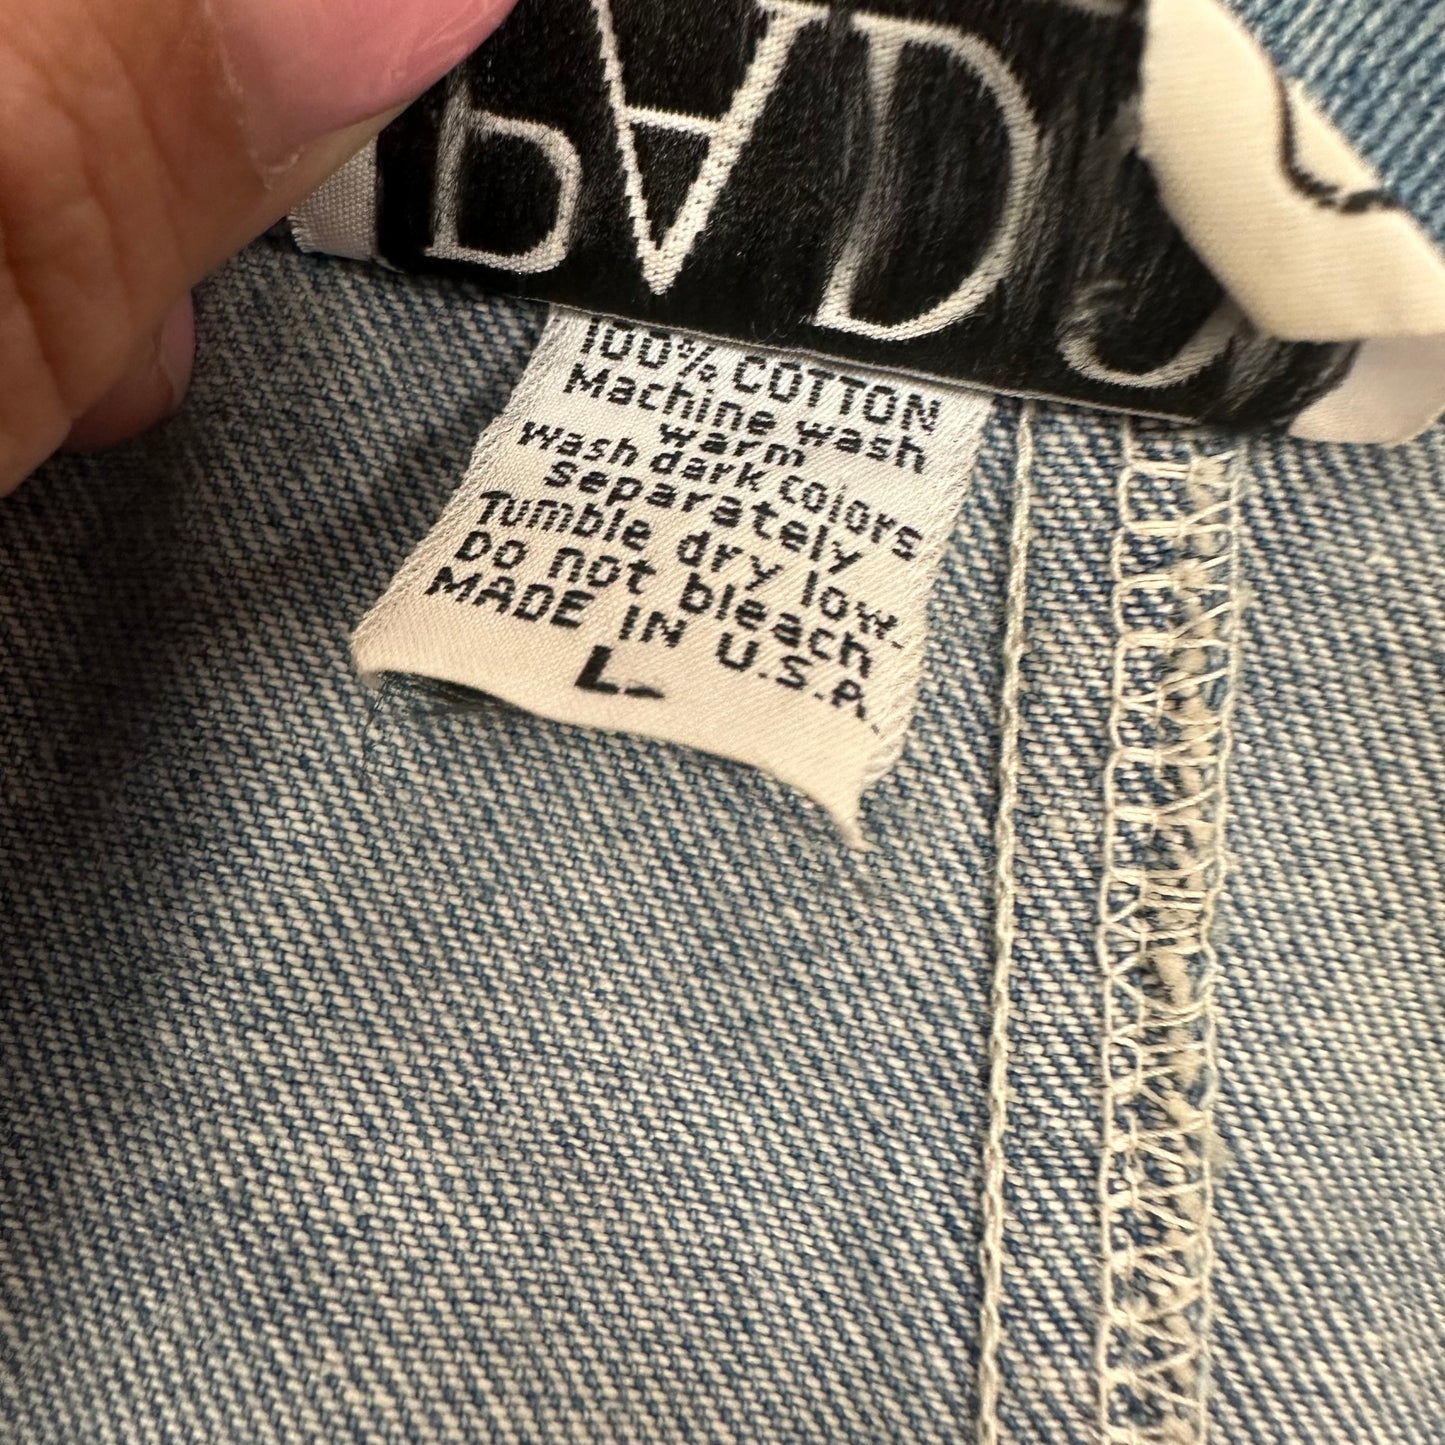 100% COTTON
Machine wash
warm
wash dark colors
separately
Tumble dry low.
Do not bleach
MADE IN U.S.A.
L